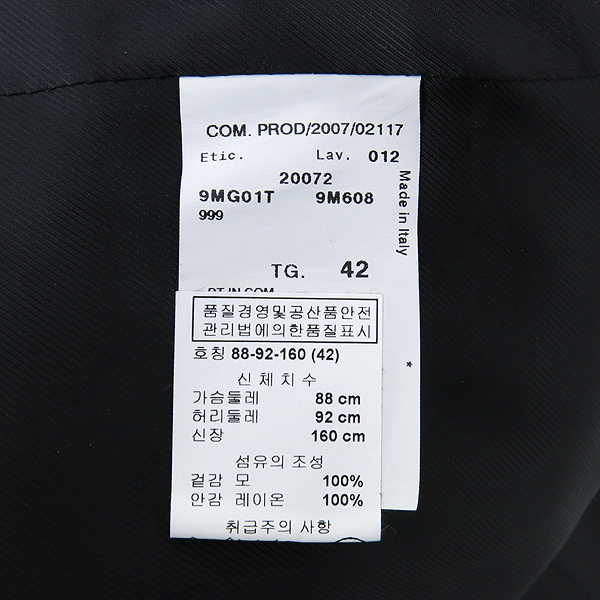 COM. PROD/2007/02117
Etic. Lav. 012
20072
9MG01T 9M608
999
Made in Italy
TG. 42
*
품질경영및공산품안전
관리법에의한품질표시
호칭 88-92-160 (42)
신체치수
가슴둘레 88 cm
허리둘레 92 cm
신장 160 cm
섬유의 조성
겉감 모 100%
안감 레이온 100%
취급주의 사항